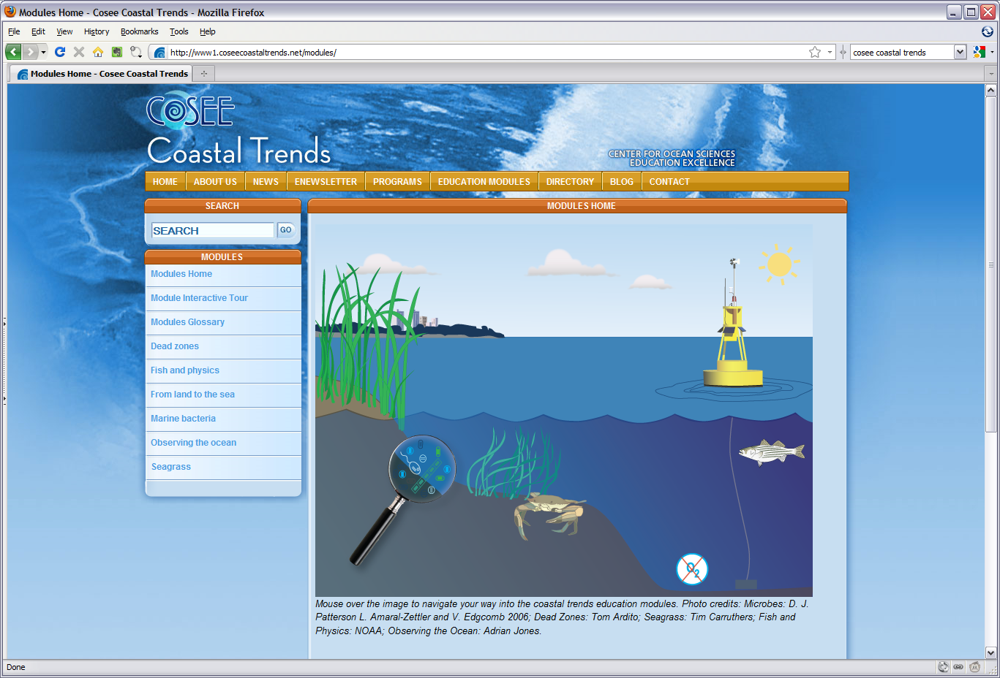 Modules Home - Cosee Coastal Trends - Mozilla Firefox
File Edit View History Bookmarks Tools Help
http://www1.coseecoastaltrends.net/modules/ cosee coastal trends
Modules Home - Cosee Coastal Trends
COSEE
Coastal Trends
CENTER FOR OCEAN SCIENCES
EDUCATION EXCELLENCE
HOME ABOUT US NEWS ENEWSLETTER PROGRAMS EDUCATION MODULES DIRECTORY BLOG CONTACT
SEARCH
SEARCH GO
MODULES
Modules Home
Module Interactive Tour
Modules Glossary
Dead zones
Fish and physics
From land to the sea
Marine bacteria
Observing the ocean
Seagrass
MODULES HOME
O2
Mouse over the image to navigate your way into the coastal trends education modules. Photo credits: Microbes: D. J.
Patterson L. Amaral-Zettler and V. Edgcomb 2006; Dead Zones: Tom Ardito; Seagrass: Tim Carruthers; Fish and
Physics: NOAA; Observing the Ocean: Adrian Jones.
Done